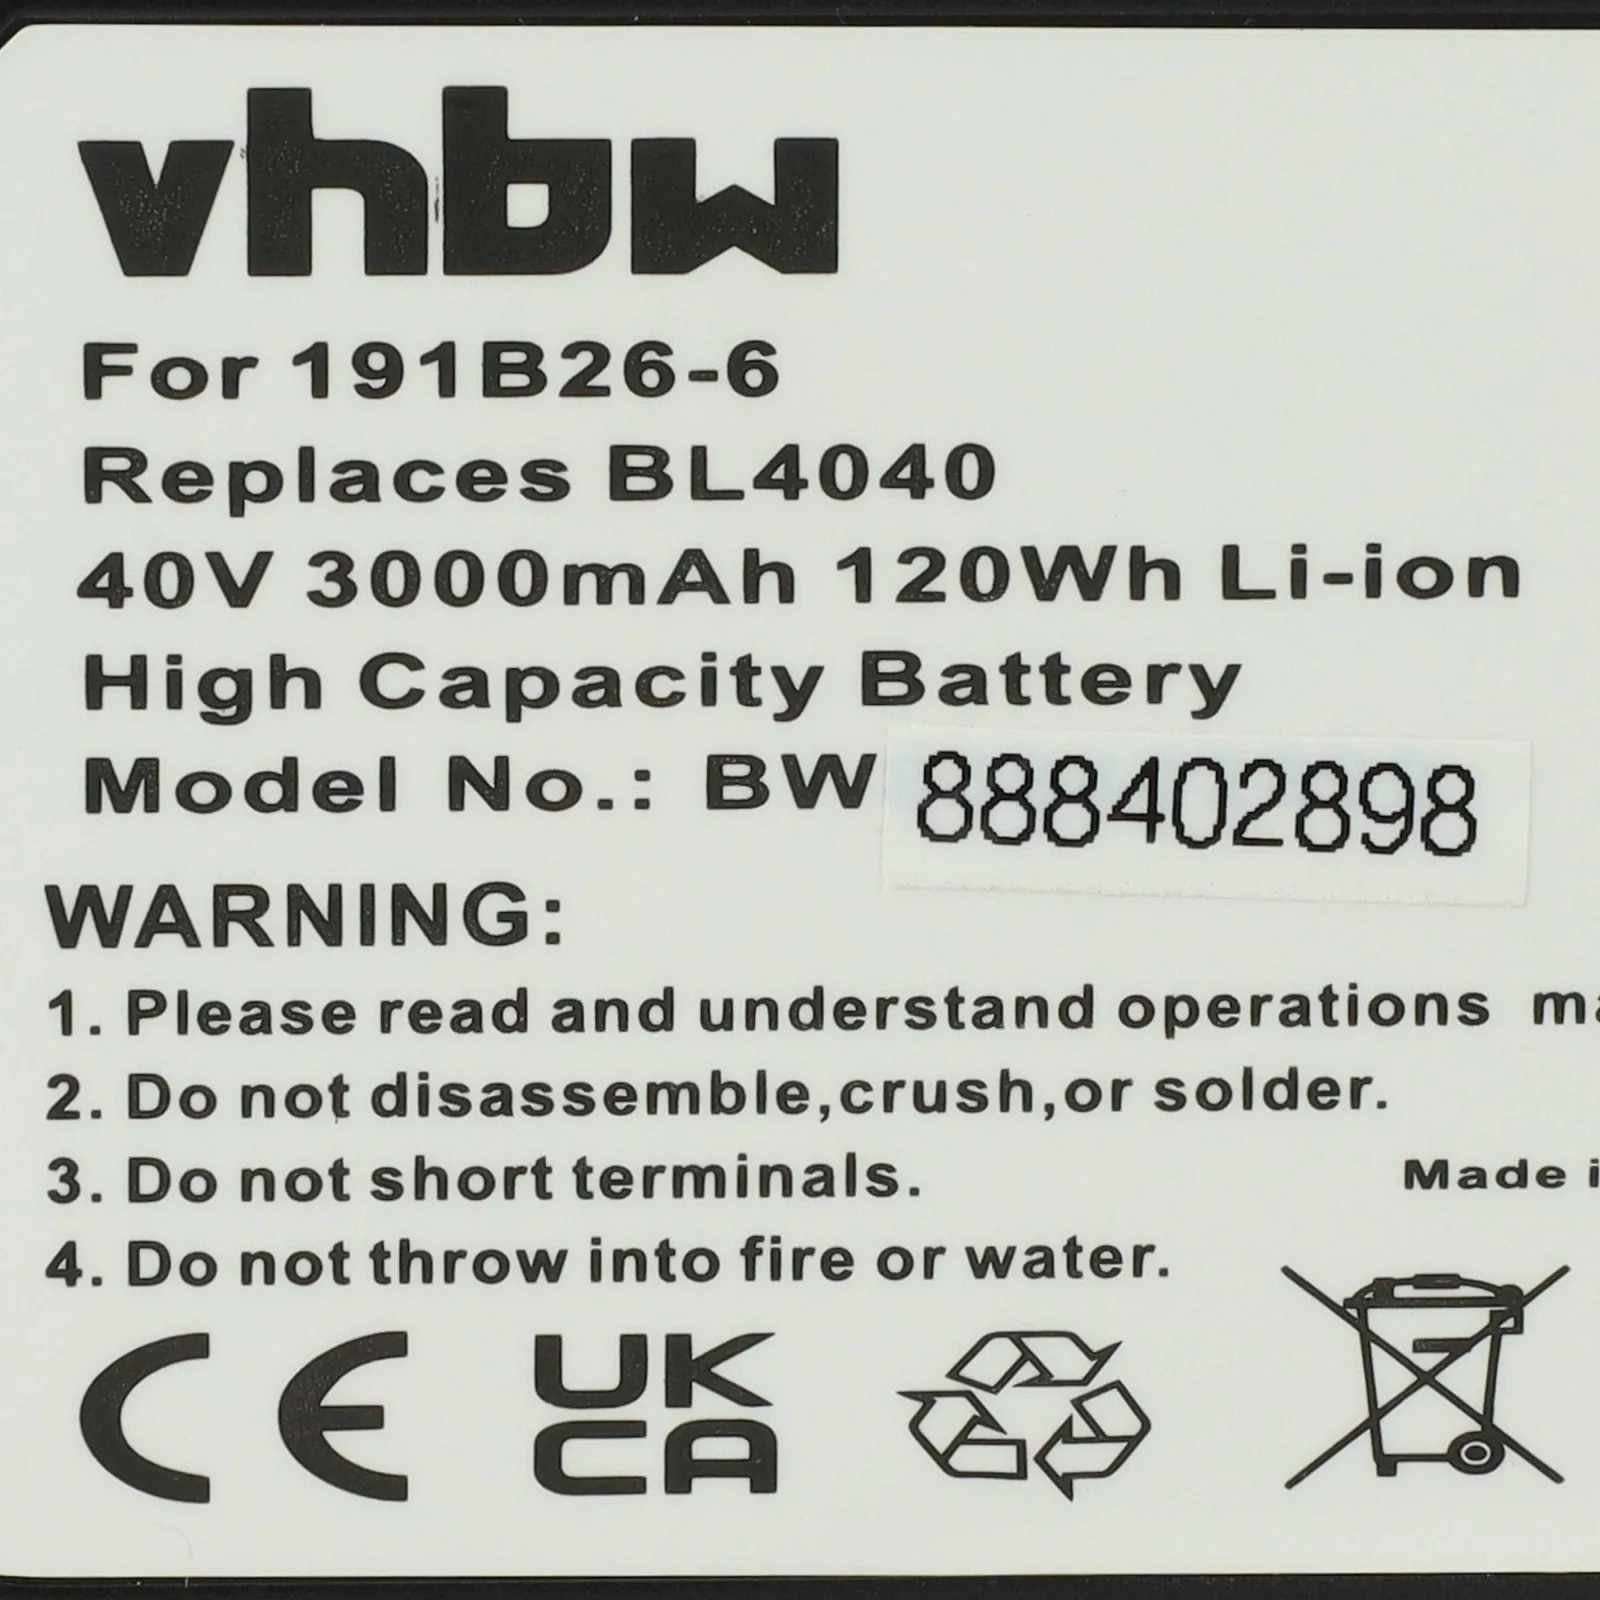 vhbw
For 191B26-6
Replaces BL4040
40V 3000mAh 120Wh Li-ion
High Capacity Battery
Model No.: BW 888402898
WARNING:
1. Please read and understand operations
2. Do not disassemble,crush,or solder.
3. Do not short terminals.
Made
4. Do not throw into fire or water.
CE
UK
CA